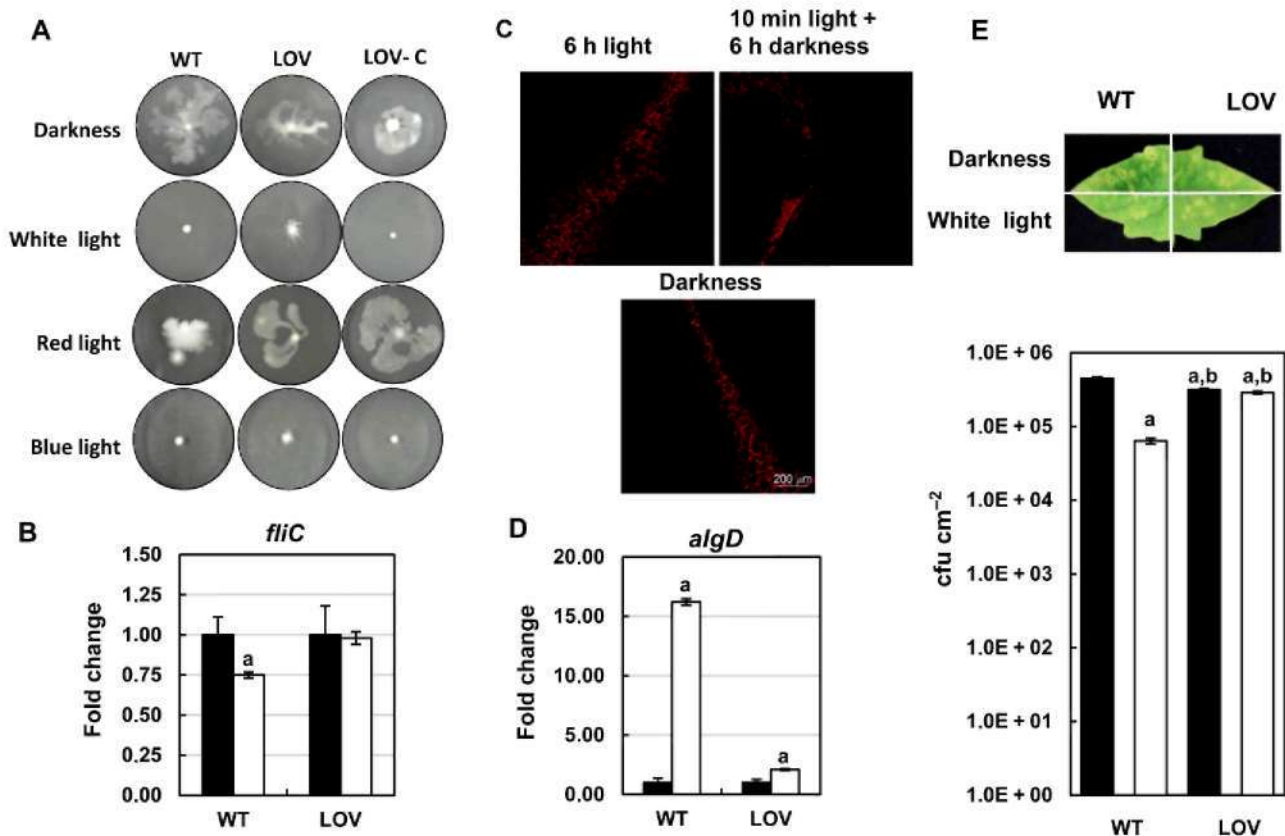 A
WT LOV LOV- C
Darkness
White light
Red light
Blue light
B
fliC
Fold change
1.50
1.25
1.00
0.75
0.50
0.25
0.00
a
WT LOV
C
6 h light
10 min light +
6 h darkness
Darkness
200 µm
D
algD
Fold change
20.00
15.00
10.00
5.00
0.00
a
a
WT LOV
E
WT LOV
Darkness
White light
cfu cm−2
1.0E + 06
1.0E + 05
1.0E + 04
1.0E + 03
1.0E + 02
1.0E + 01
1.0E + 00
a
a,b a,b
WT LOV